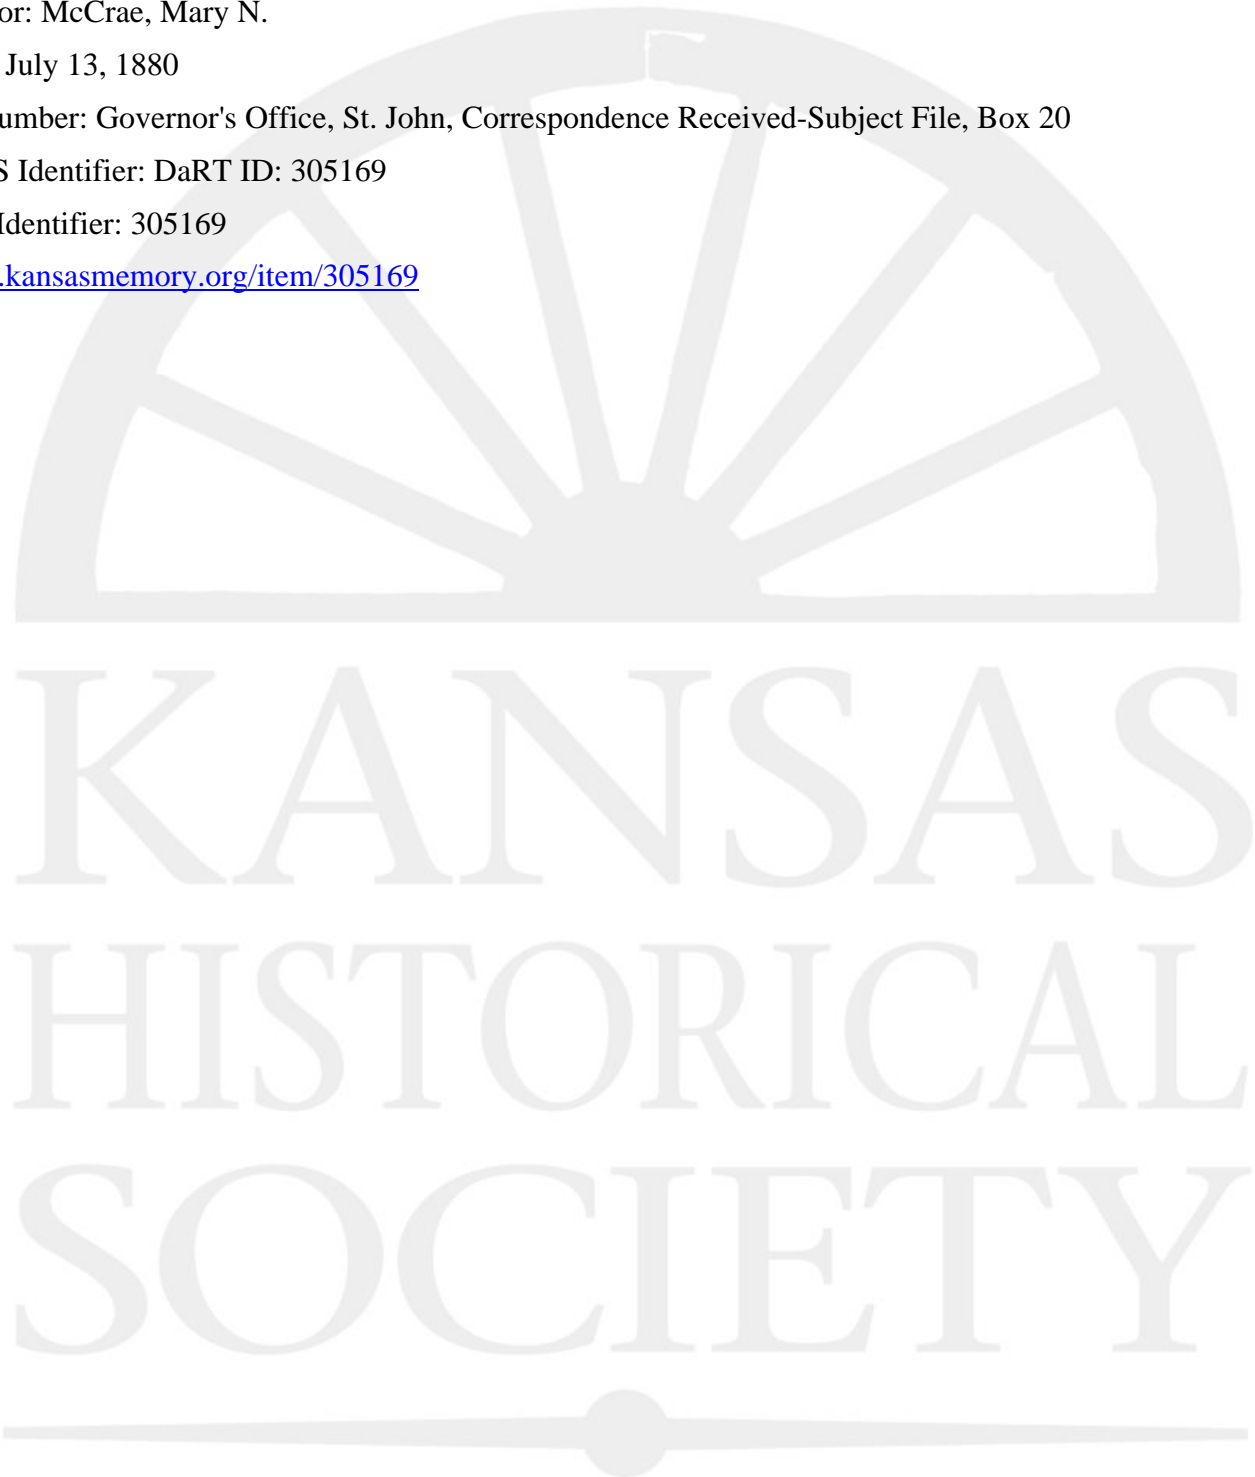 or: McCrae, Mary N.
July 13, 1880
umber: Governor's Office, St. John, Correspondence Received-Subject File, Box 20
S Identifier: DaRT ID: 305169
Identifier: 305169
.kansasmemory.org/item/305169
KANSAS
HISTORICAL
SOCIETY